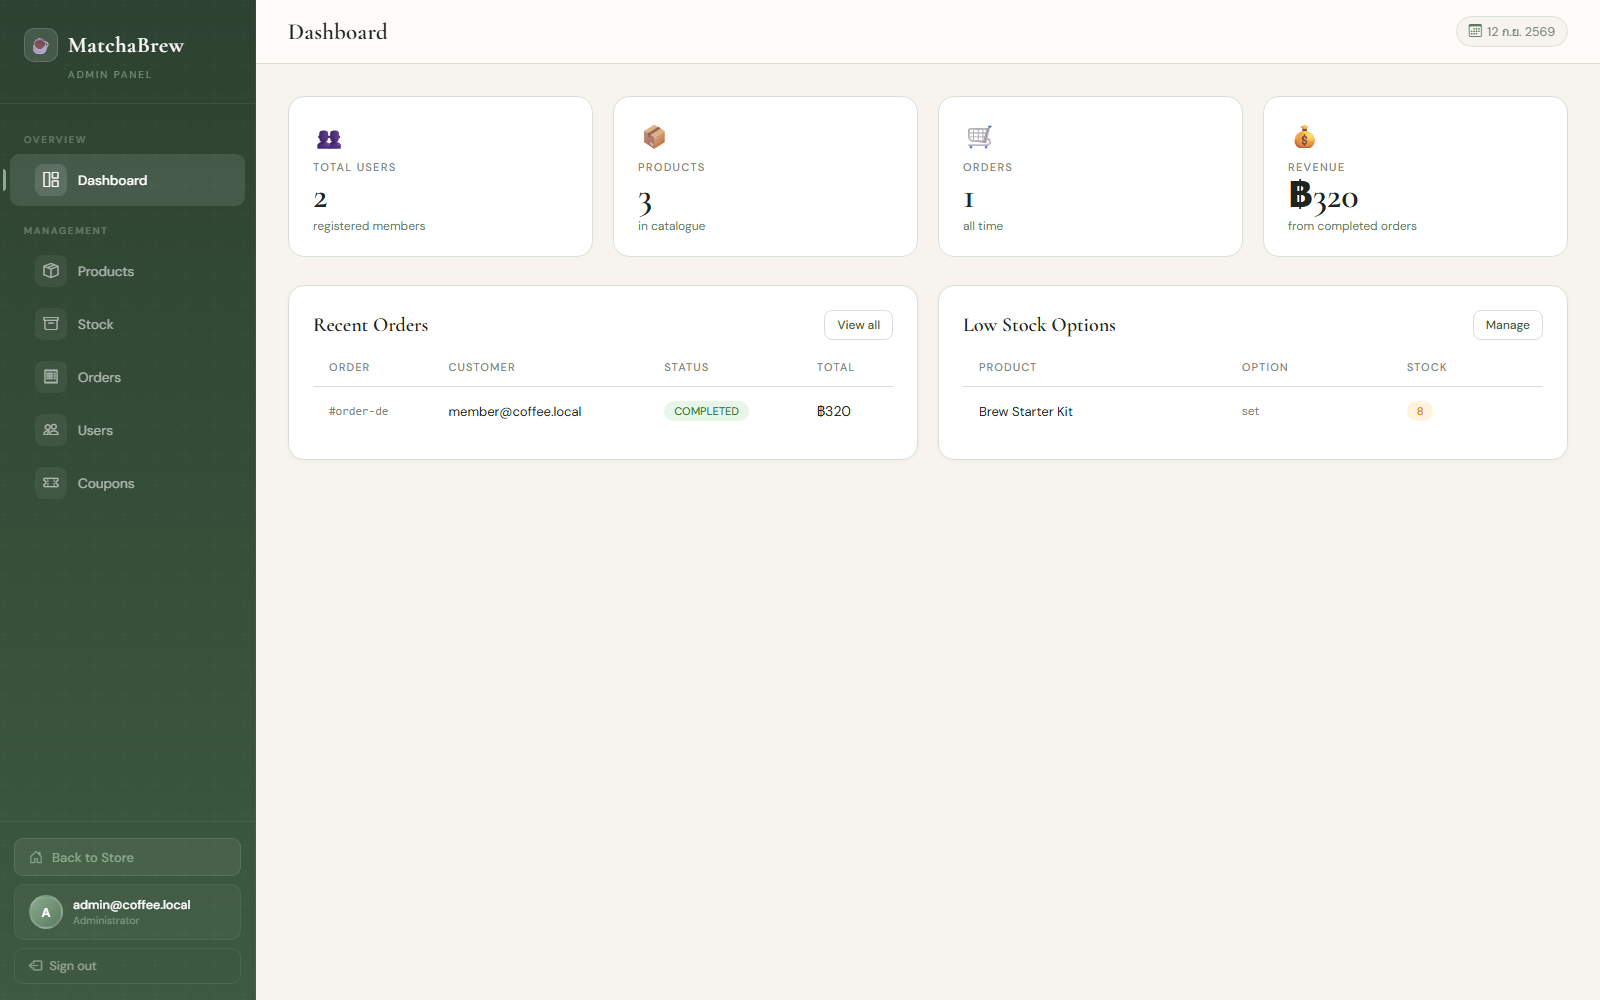 MatchaBrew
ADMIN PANEL
OVERVIEW
Dashboard
MANAGEMENT
Products
Stock
Orders
Users
Coupons
Back to Store
A
admin@coffee.local
Administrator
Sign out
Dashboard
12 ก.ย. 2569
TOTAL USERS
2
registered members
PRODUCTS
3
in catalogue
ORDERS
1
all time
REVENUE
฿320
from completed orders
Recent Orders
View all
ORDER CUSTOMER STATUS TOTAL
#order-de member@coffee.local COMPLETED ฿320
Low Stock Options
Manage
PRODUCT OPTION STOCK
Brew Starter Kit set 8